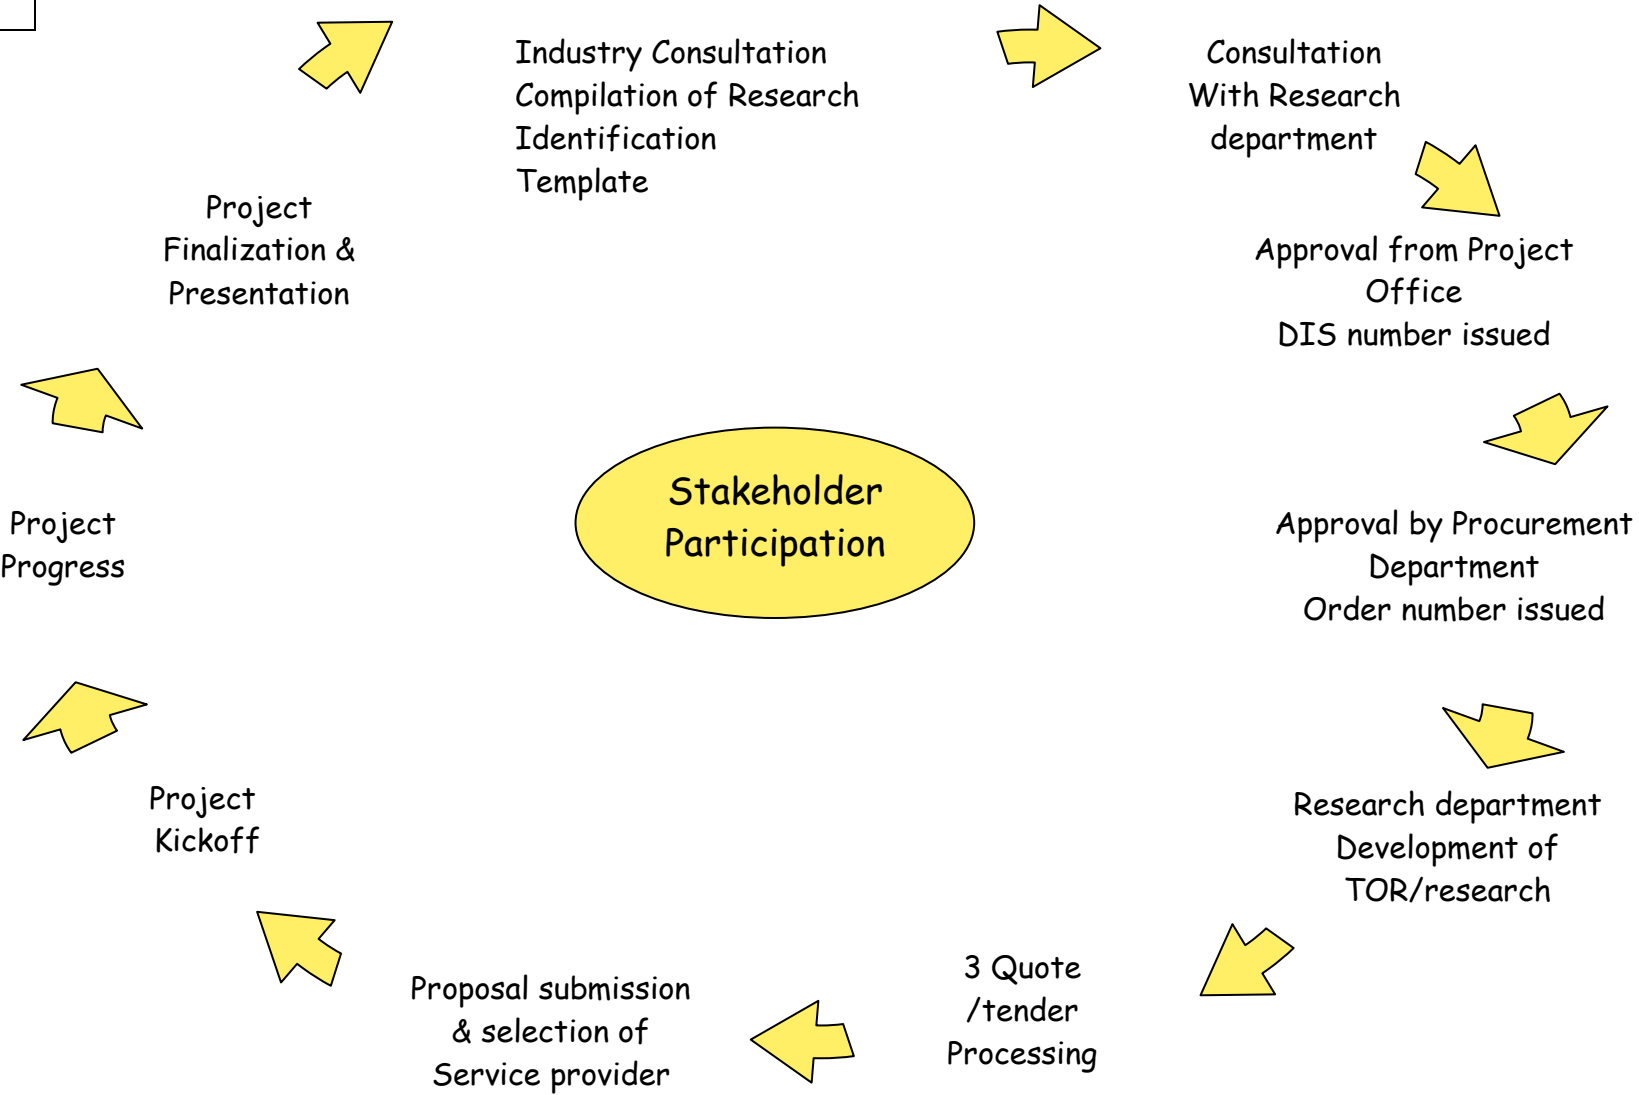 Industry Consultation
Compilation of Research
Identification
Template
Consultation
With Research
department
Approval from Project
Office
DIS number issued
Approval by Procurement
Department
Order number issued
Research department
Development of
TOR/research
3 Quote
/tender
Processing
Proposal submission
& selection of
Service provider
Project
Kickoff
Project
Progress
Project
Finalization &
Presentation
Stakeholder
Participation